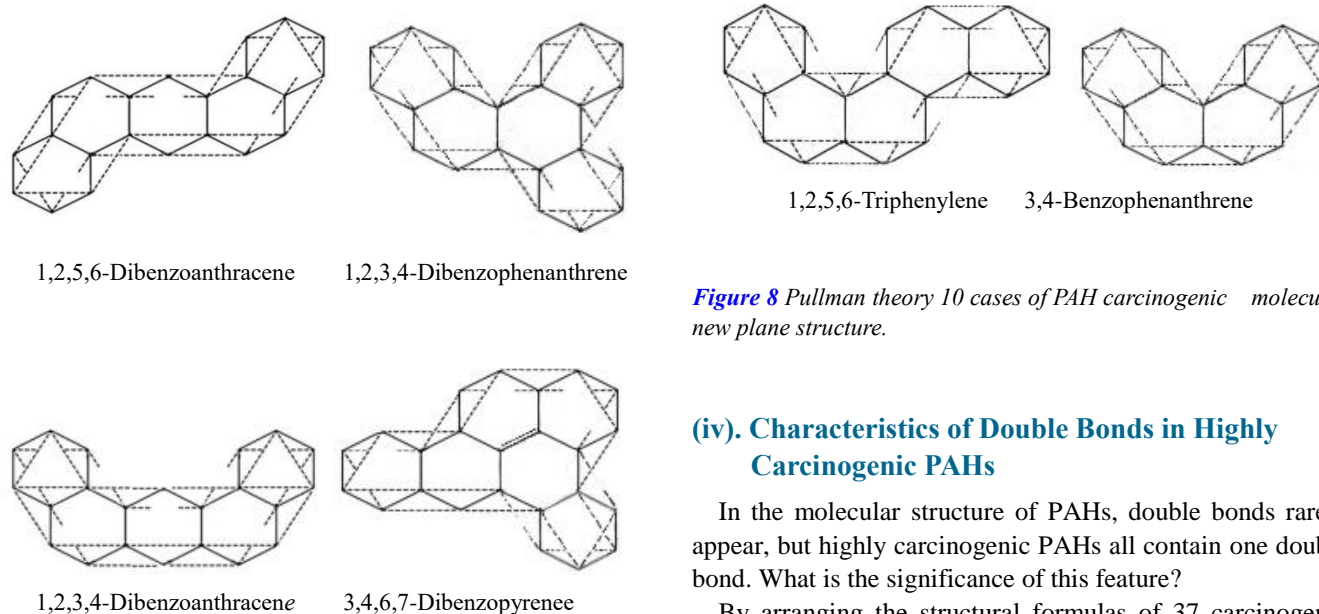 1,2,5,6-Dibenzoanthracene 1,2,3,4-Dibenzophenanthrene
1,2,3,4-Dibenzoanthracene 3,4,6,7-Dibenzopyrenee
1,2,5,6-Triphenylene 3,4-Benzophenanthrene
Figure 8 Pullman theory 10 cases of PAH carcinogenic
new plane structure.
(iv). Characteristics of Double Bonds in Highly
Carcinogenic PAHs
In the molecular structure of PAHs, double bonds
appear, but highly carcinogenic PAHs all contain one
bond. What is the significance of this feature?
By arranging the structural formulas of 37